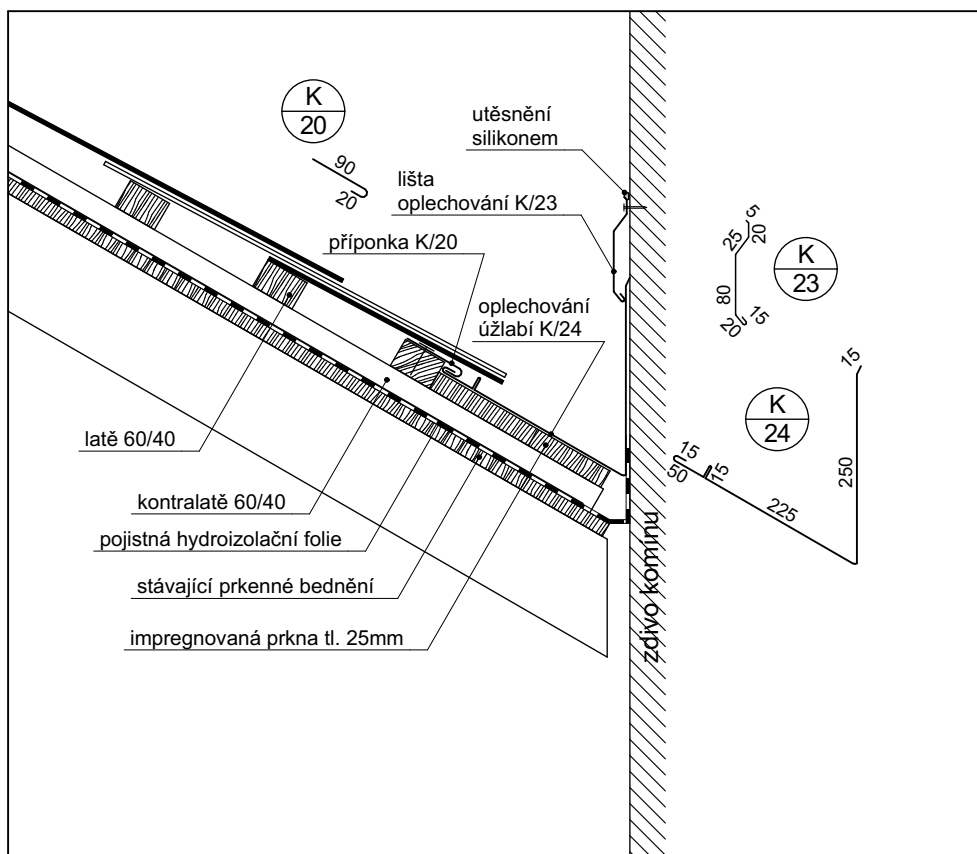 K
20
90
20
utěsnění
silikonem
lišta
oplechování K/23
příponka K/20
oplechování
úžlabí K/24
5
20
25
80
15
20
K
23
K
24
15
250
225
15
50
15
latě 60/40
kontralatě 60/40
pojistná hydroizolační folie
stávající prkenné bednění
impregnovaná prkna tl. 25mm
zdivo komínu